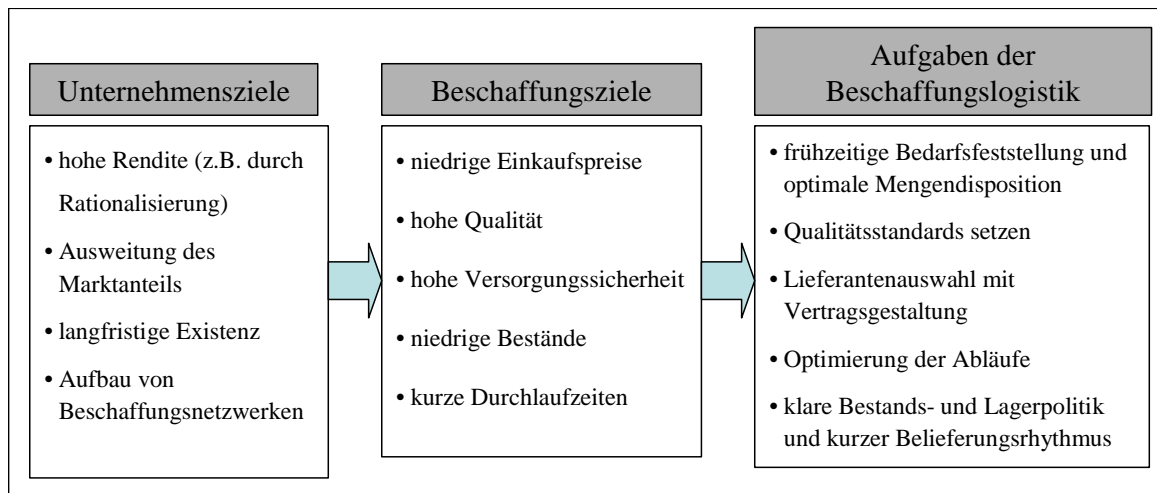 Unternehmensziele
• hohe Rendite (z.B. durch
Rationalisierung)
• Ausweitung des
Marktanteils
• langfristige Existenz
• Aufbau von
Beschaffungsnetzwerken
Beschaffungsziele
• niedrige Einkaufspreise
• hohe Qualität
• hohe Versorgungssicherheit
• niedrige Bestände
• kurze Durchlaufzeiten
Aufgaben der
Beschaffungslogistik
• frühzeitige Bedarfsfeststellung und
optimale Mengendisposition
• Qualitätsstandards setzen
• Lieferantenauswahl mit
Vertragsgestaltung
• Optimierung der Abläufe
• klare Bestands- und Lagerpolitik
und kurzer Belieferungsrhythmus